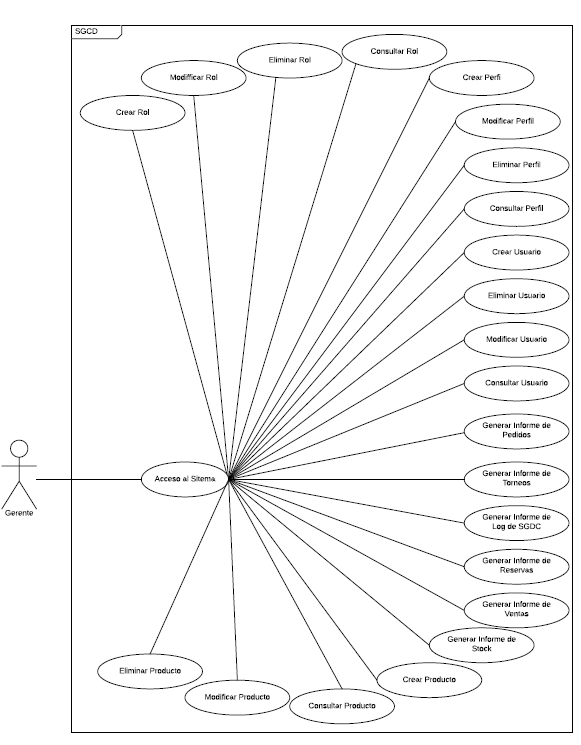 SGCD
Consultar Rol
Eliminar Rol
Modifficar Rol
Crear Perfi
Crear Rol
Modificar Perfil
Eliminar Perfil
Consultar Perfil
Crear Usuario
Eliminar Usuario
Modificar Usuario
Consultar Usuario
Generar Informe de
Pedidos
Acceso al Sitema
Generar Informe de
Torneos
Gerente
Generar Informe de
Log de SGDC
Generar Informe de
Reservas
Generar Informe de
Ventas
Generar Informe de
Stock
Eliminar Producto
Crear Producto
Modificar Producto
Consultar Producto